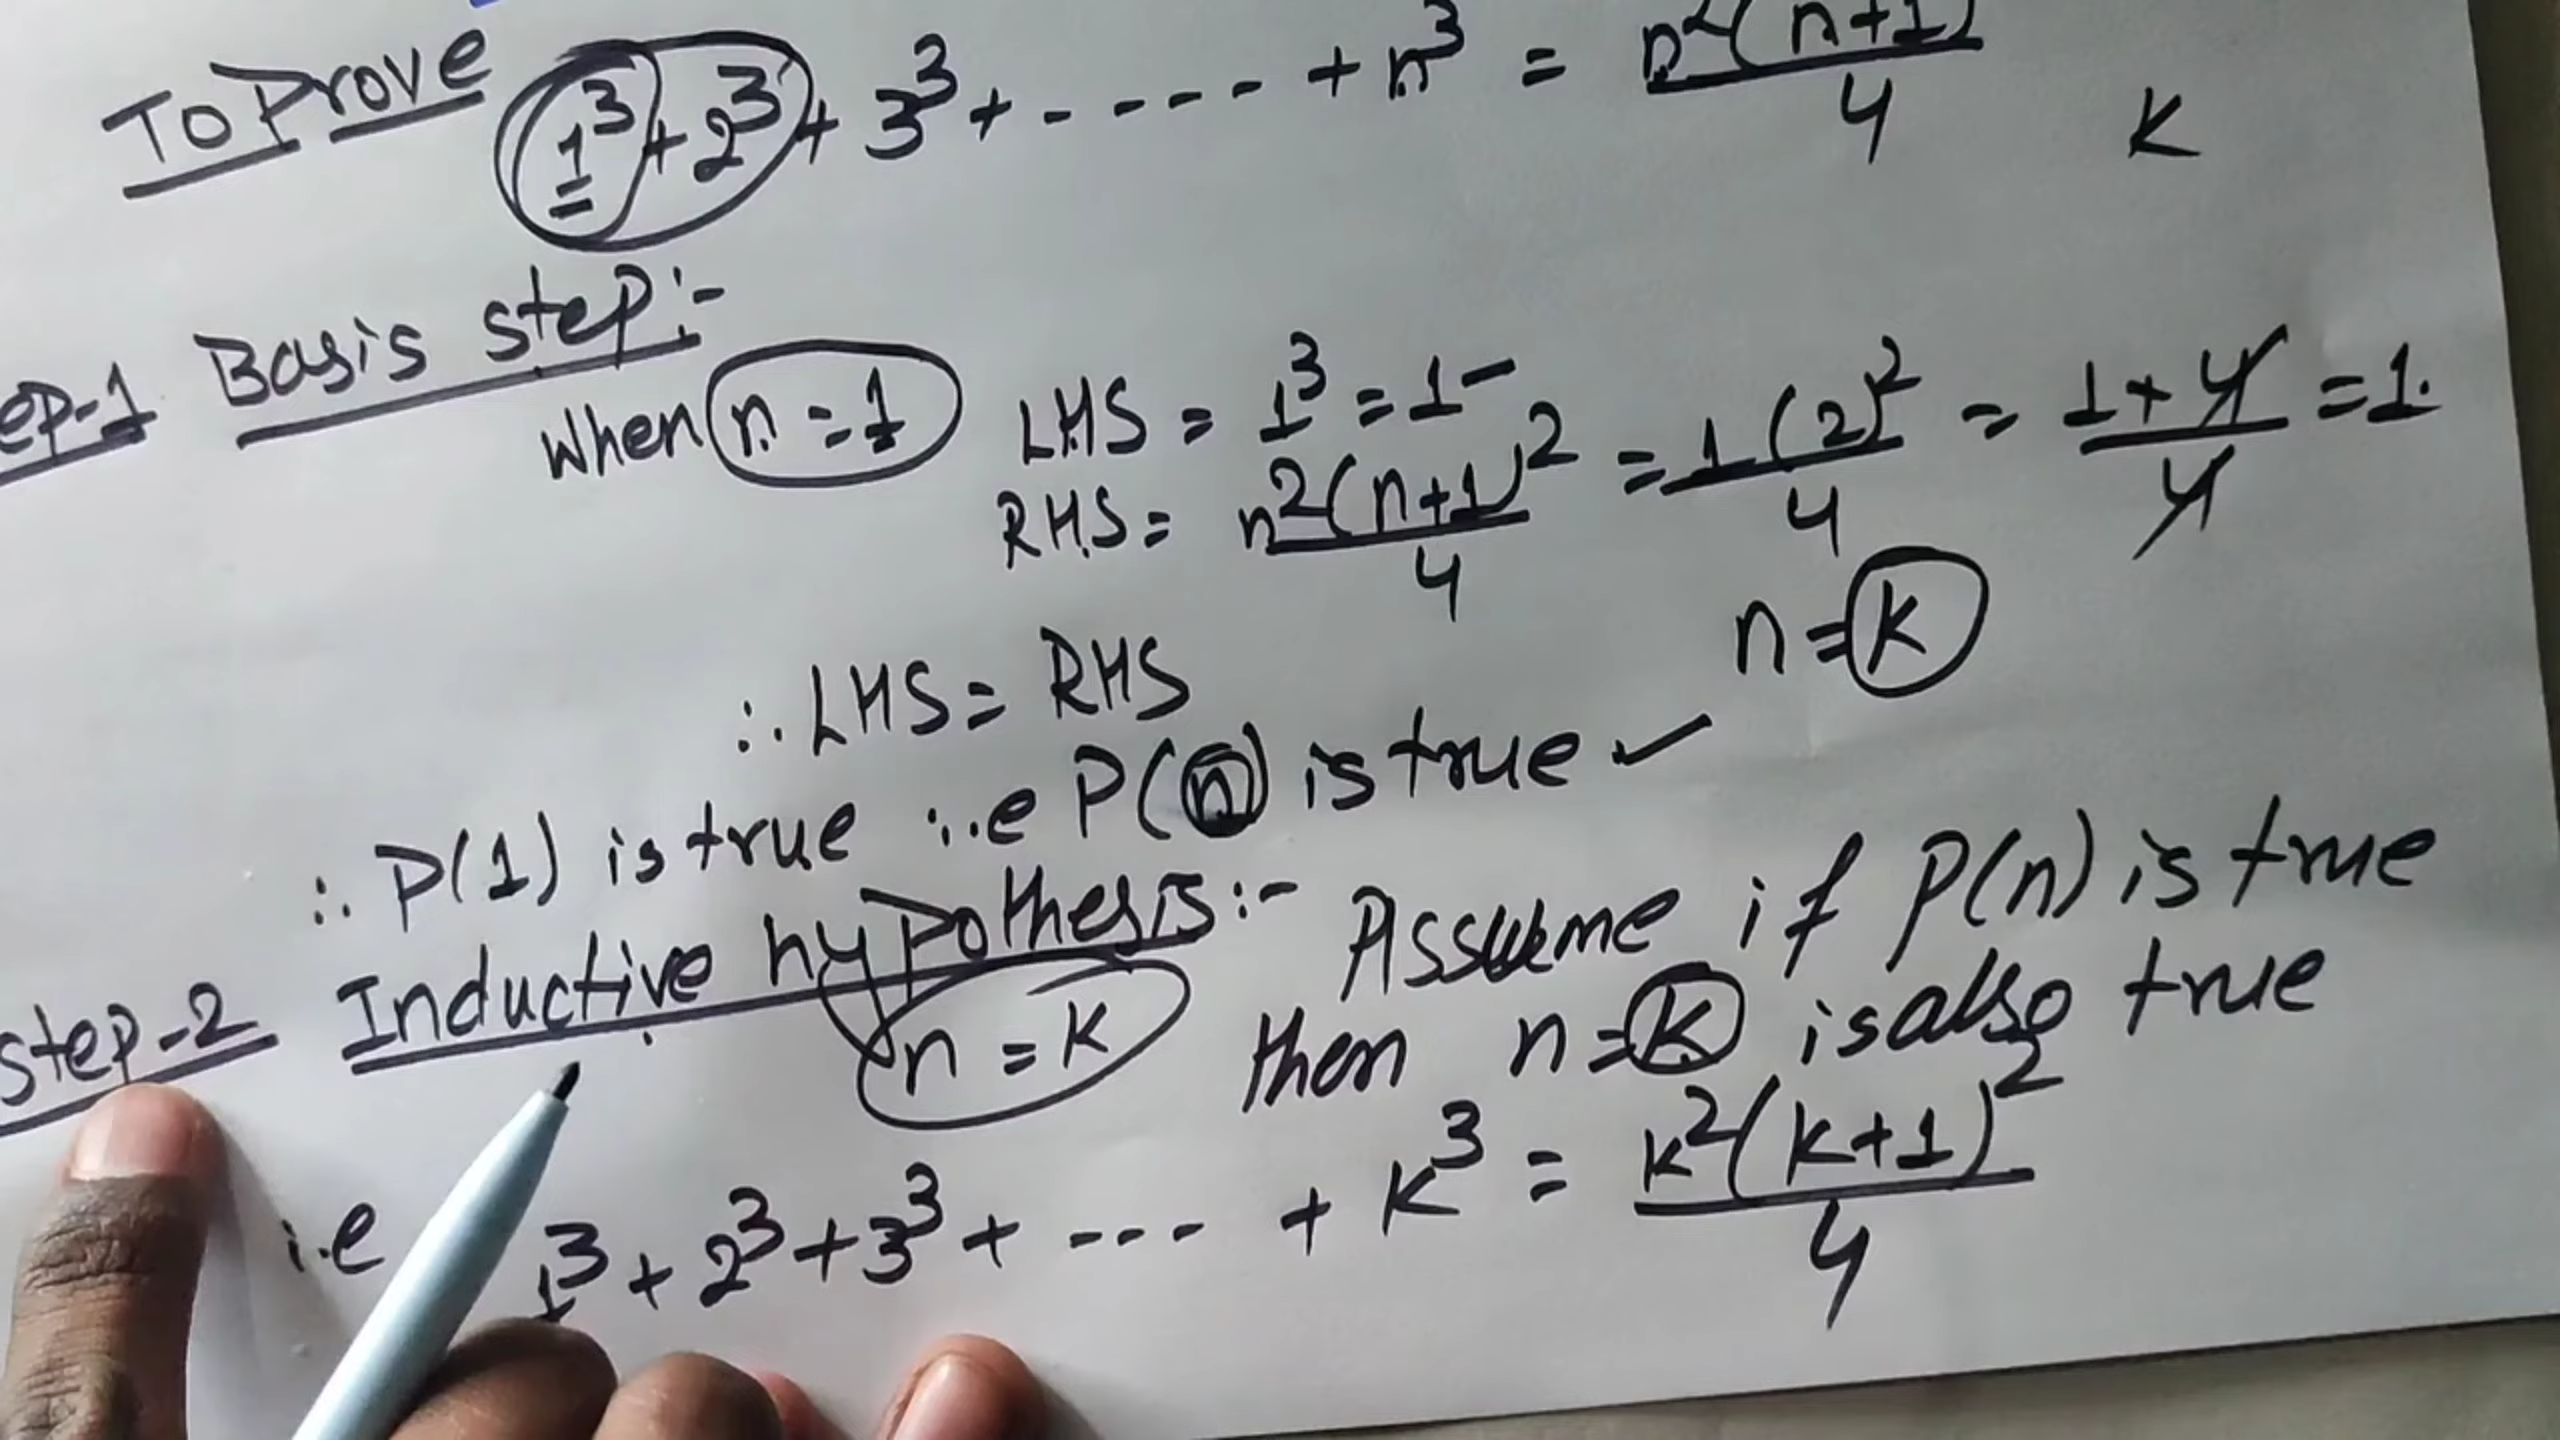 To Prove 1³ + 2³ + 3³ + - - - - - + n³ = n²(n+1) / 4
K
ep-1 Basis step:-
when n = 1 LHS = 1³ = 1-
RHS = n²(n+1)² / 4 = 1(2)² / 4 = 1 + 4 / 4 = 1.
∴ LHS = RHS n = K
∴ P(1) is true i.e P(n) is true ✓
Step-2 Inductive hypothesis:- Assume if P(n) is true
n = K then n = K is also true
i.e 1³ + 2³ + 3³ + - - - - + K³ = K²(K+1)² / 4